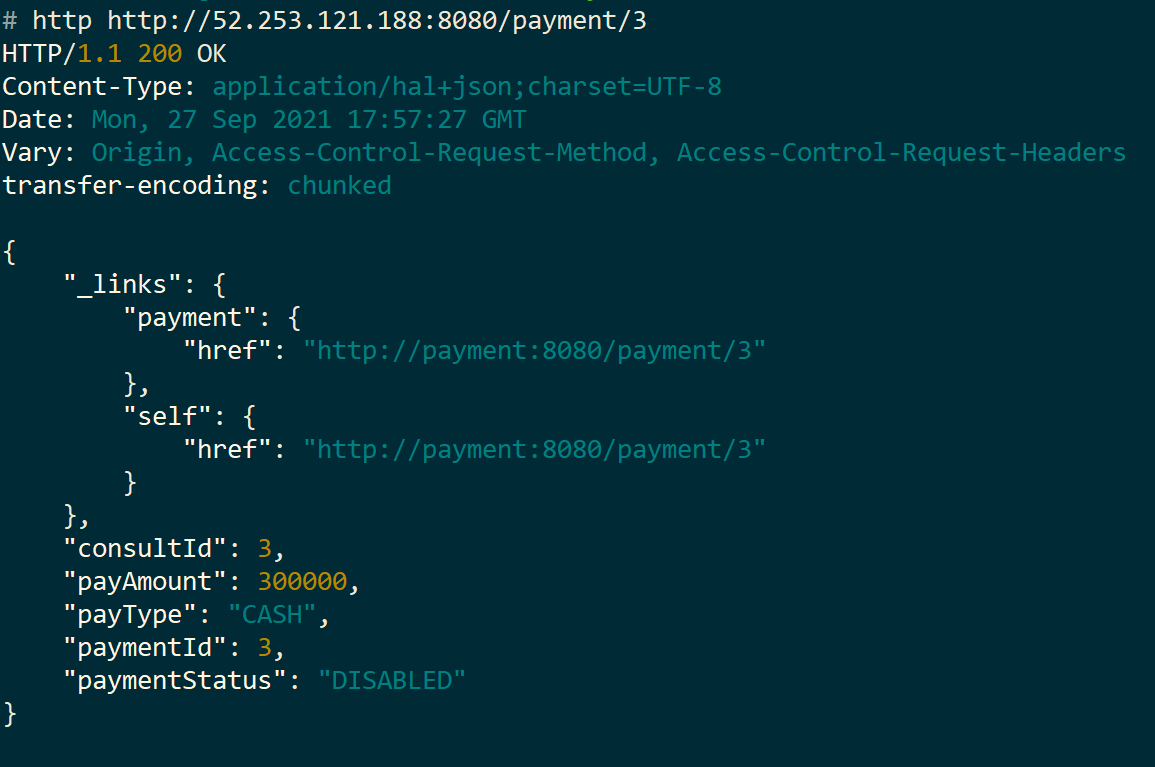 # http http://52.253.121.188:8080/payment/3
HTTP/1.1 200 OK
Content-Type: application/hal+json;charset=UTF-8
Date: Mon, 27 Sep 2021 17:57:27 GMT
Vary: Origin, Access-Control-Request-Method, Access-Control-Request-Headers
transfer-encoding: chunked

{
    "_links": {
        "payment": {
            "href": "http://payment:8080/payment/3"
        },
        "self": {
            "href": "http://payment:8080/payment/3"
        }
    },
    "consultId": 3,
    "payAmount": 300000,
    "payType": "CASH",
    "paymentId": 3,
    "paymentStatus": "DISABLED"
}